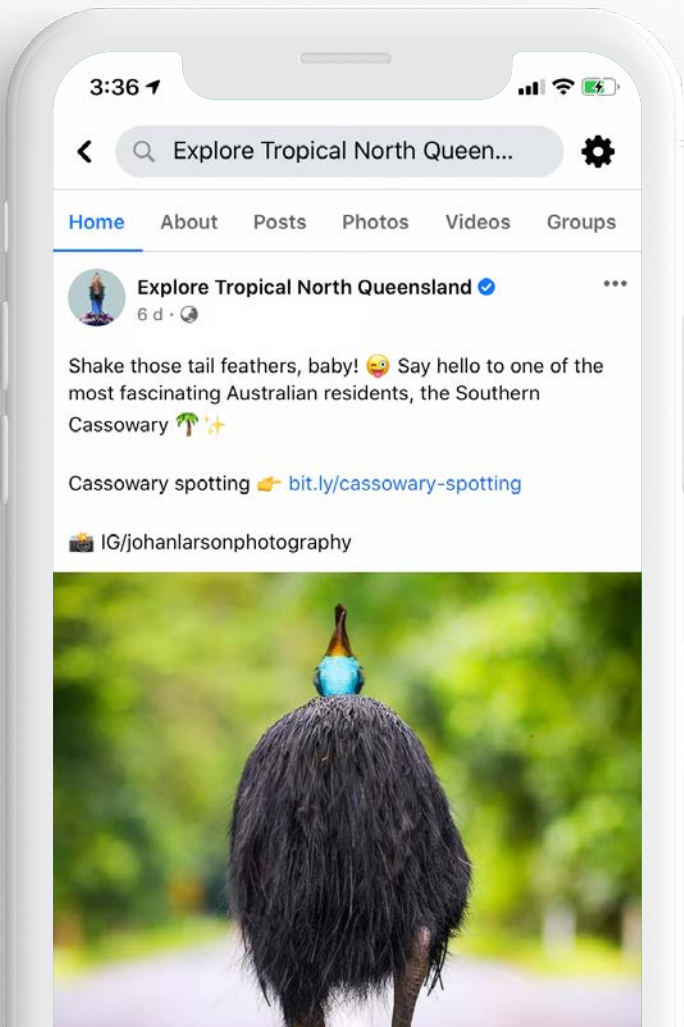 3:36
Explore Tropical North Queen...
Home About Posts Photos Videos Groups
Explore Tropical North Queensland
6 d ·
Shake those tail feathers, baby! 😜 Say hello to one of the
most fascinating Australian residents, the Southern
Cassowary 🌴✨
Cassowary spotting 👉 bit.ly/cassowary-spotting
📸 IG/johanlarsonphotography